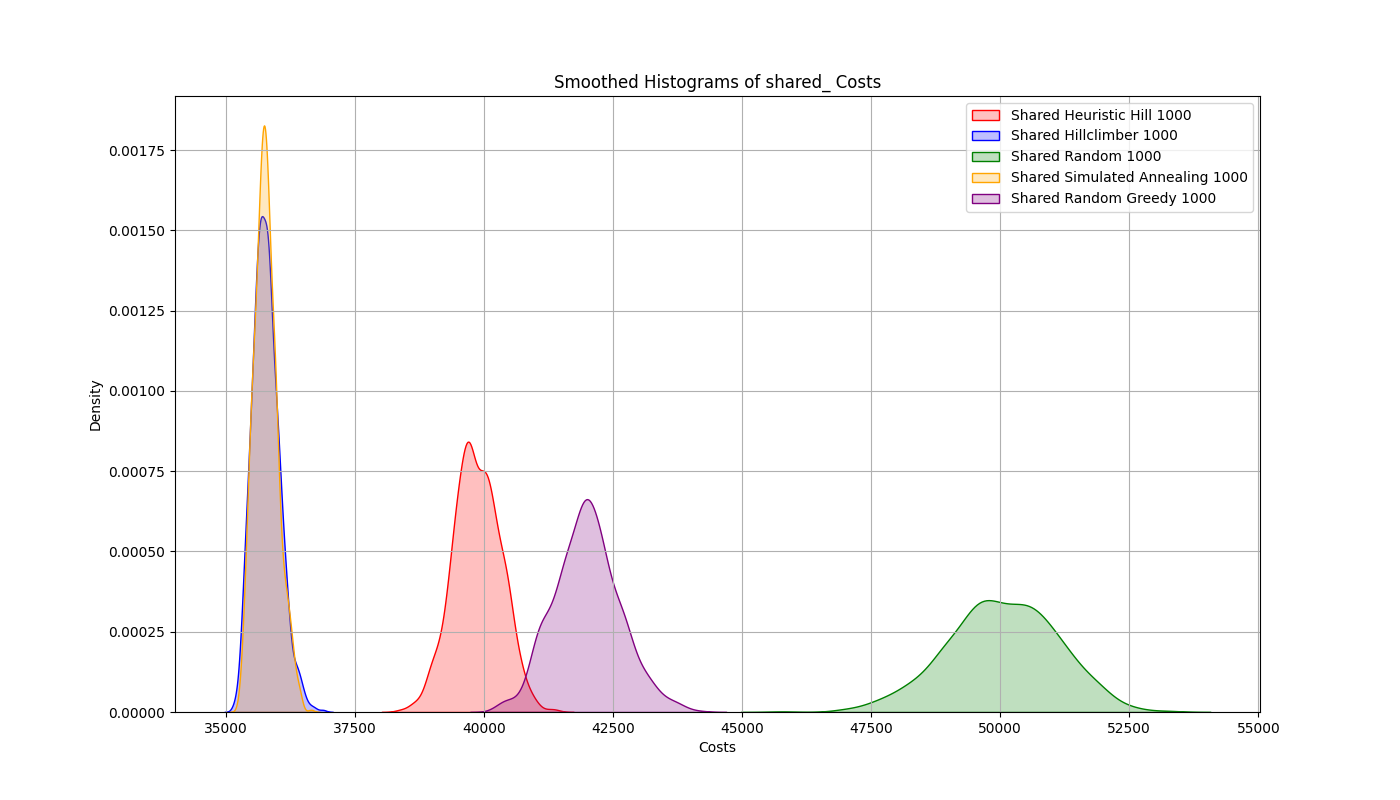 Smoothed Histograms of shared_ Costs
Shared Heuristic Hill 1000
Shared Hillclimber 1000
Shared Random 1000
Shared Simulated Annealing 1000
Shared Random Greedy 1000
0.00175
0.00150
0.00125
0.00100
0.00075
0.00050
0.00025
0.00000
Density
35000 37500 40000 42500 45000 47500 50000 52500 55000
Costs